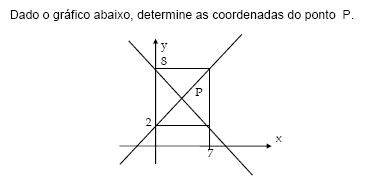 Dado o gráfico abaixo, determine as coordenadas do ponto P.
y
8
P
2
x
7